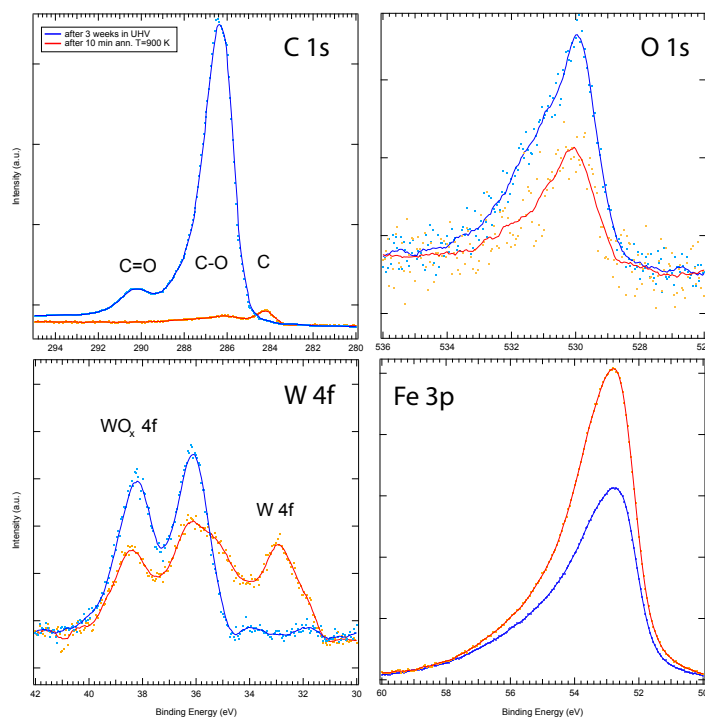 after 3 weeks in UHV
after 10 min ann. T=900 K
C 1s
C=O
C-O
C
Intensity (a.u.)
294 292 290 288 286 284 282 280
O 1s
536 534 532 530 528 52
W 4f
WOx 4f
W 4f
Intensity (a.u.)
42 40 38 36 34 32 30
Binding Energy (eV)
Fe 3p
60 58 56 54 52 50
Binding Energy (eV)